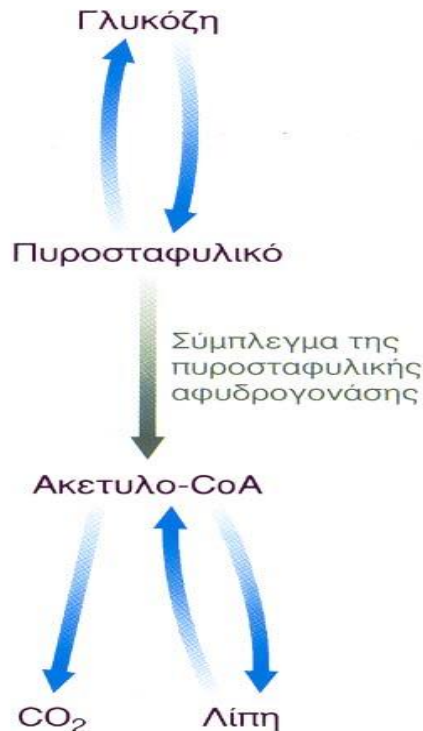 Γλυκόζη
Πυροσταφυλικό
Σύμπλεγμα της
πυροσταφυλικής
αφυδρογονάσης
Ακετυλο-CoA
CO₂ Λίπη